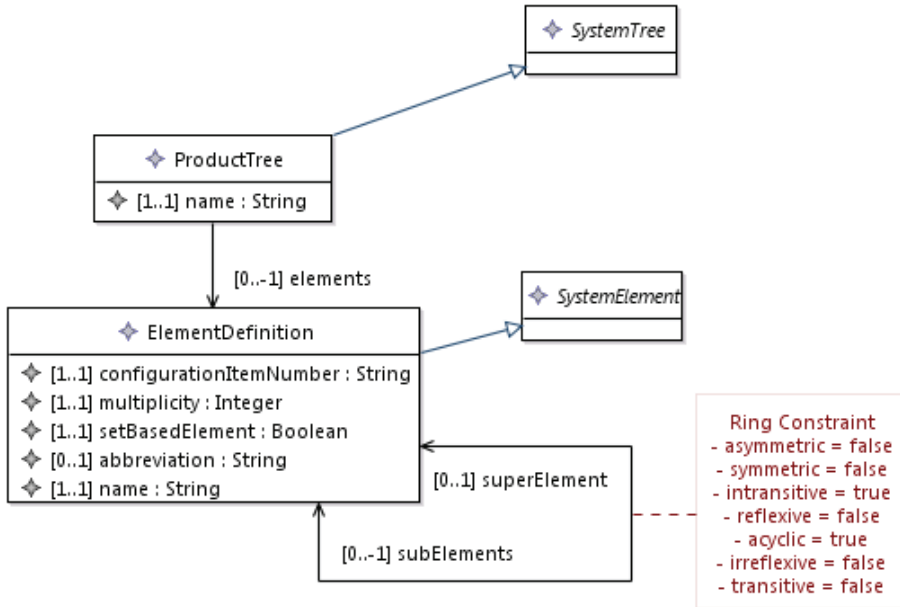 SystemTree
ProductTree
[1..1] name : String
[0..-1] elements
SystemElement
ElementDefinition
[1..1] configurationItemNumber : String
[1..1] multiplicity : Integer
[1..1] setBasedElement : Boolean
[0..1] abbreviation : String
[1..1] name : String
[0..1] superElement
[0..-1] subElements
Ring Constraint
- asymmetric = false
- symmetric = false
- intransitive = true
- reflexive = false
- acyclic = true
- irreflexive = false
- transitive = false